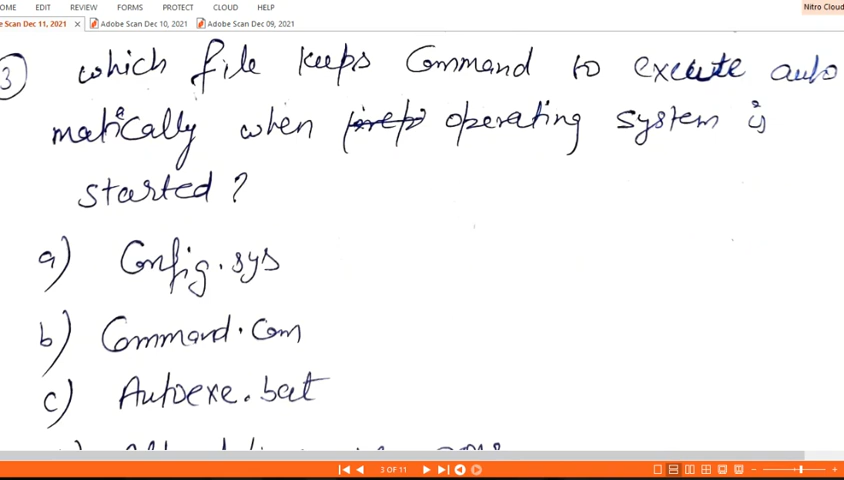 OME EDIT REVIEW FORMS PROTECT CLOUD HELP Nitro Cloud
e Scan Dec 11, 2021 × Adobe Scan Dec 10, 2021 Adobe Scan Dec 09, 2021
3 which file keeps Command to execute auto
matically when operating system is
started ?
a) Config.sys
b) Command.Com
c) Autoexe.bat
3 OF 11